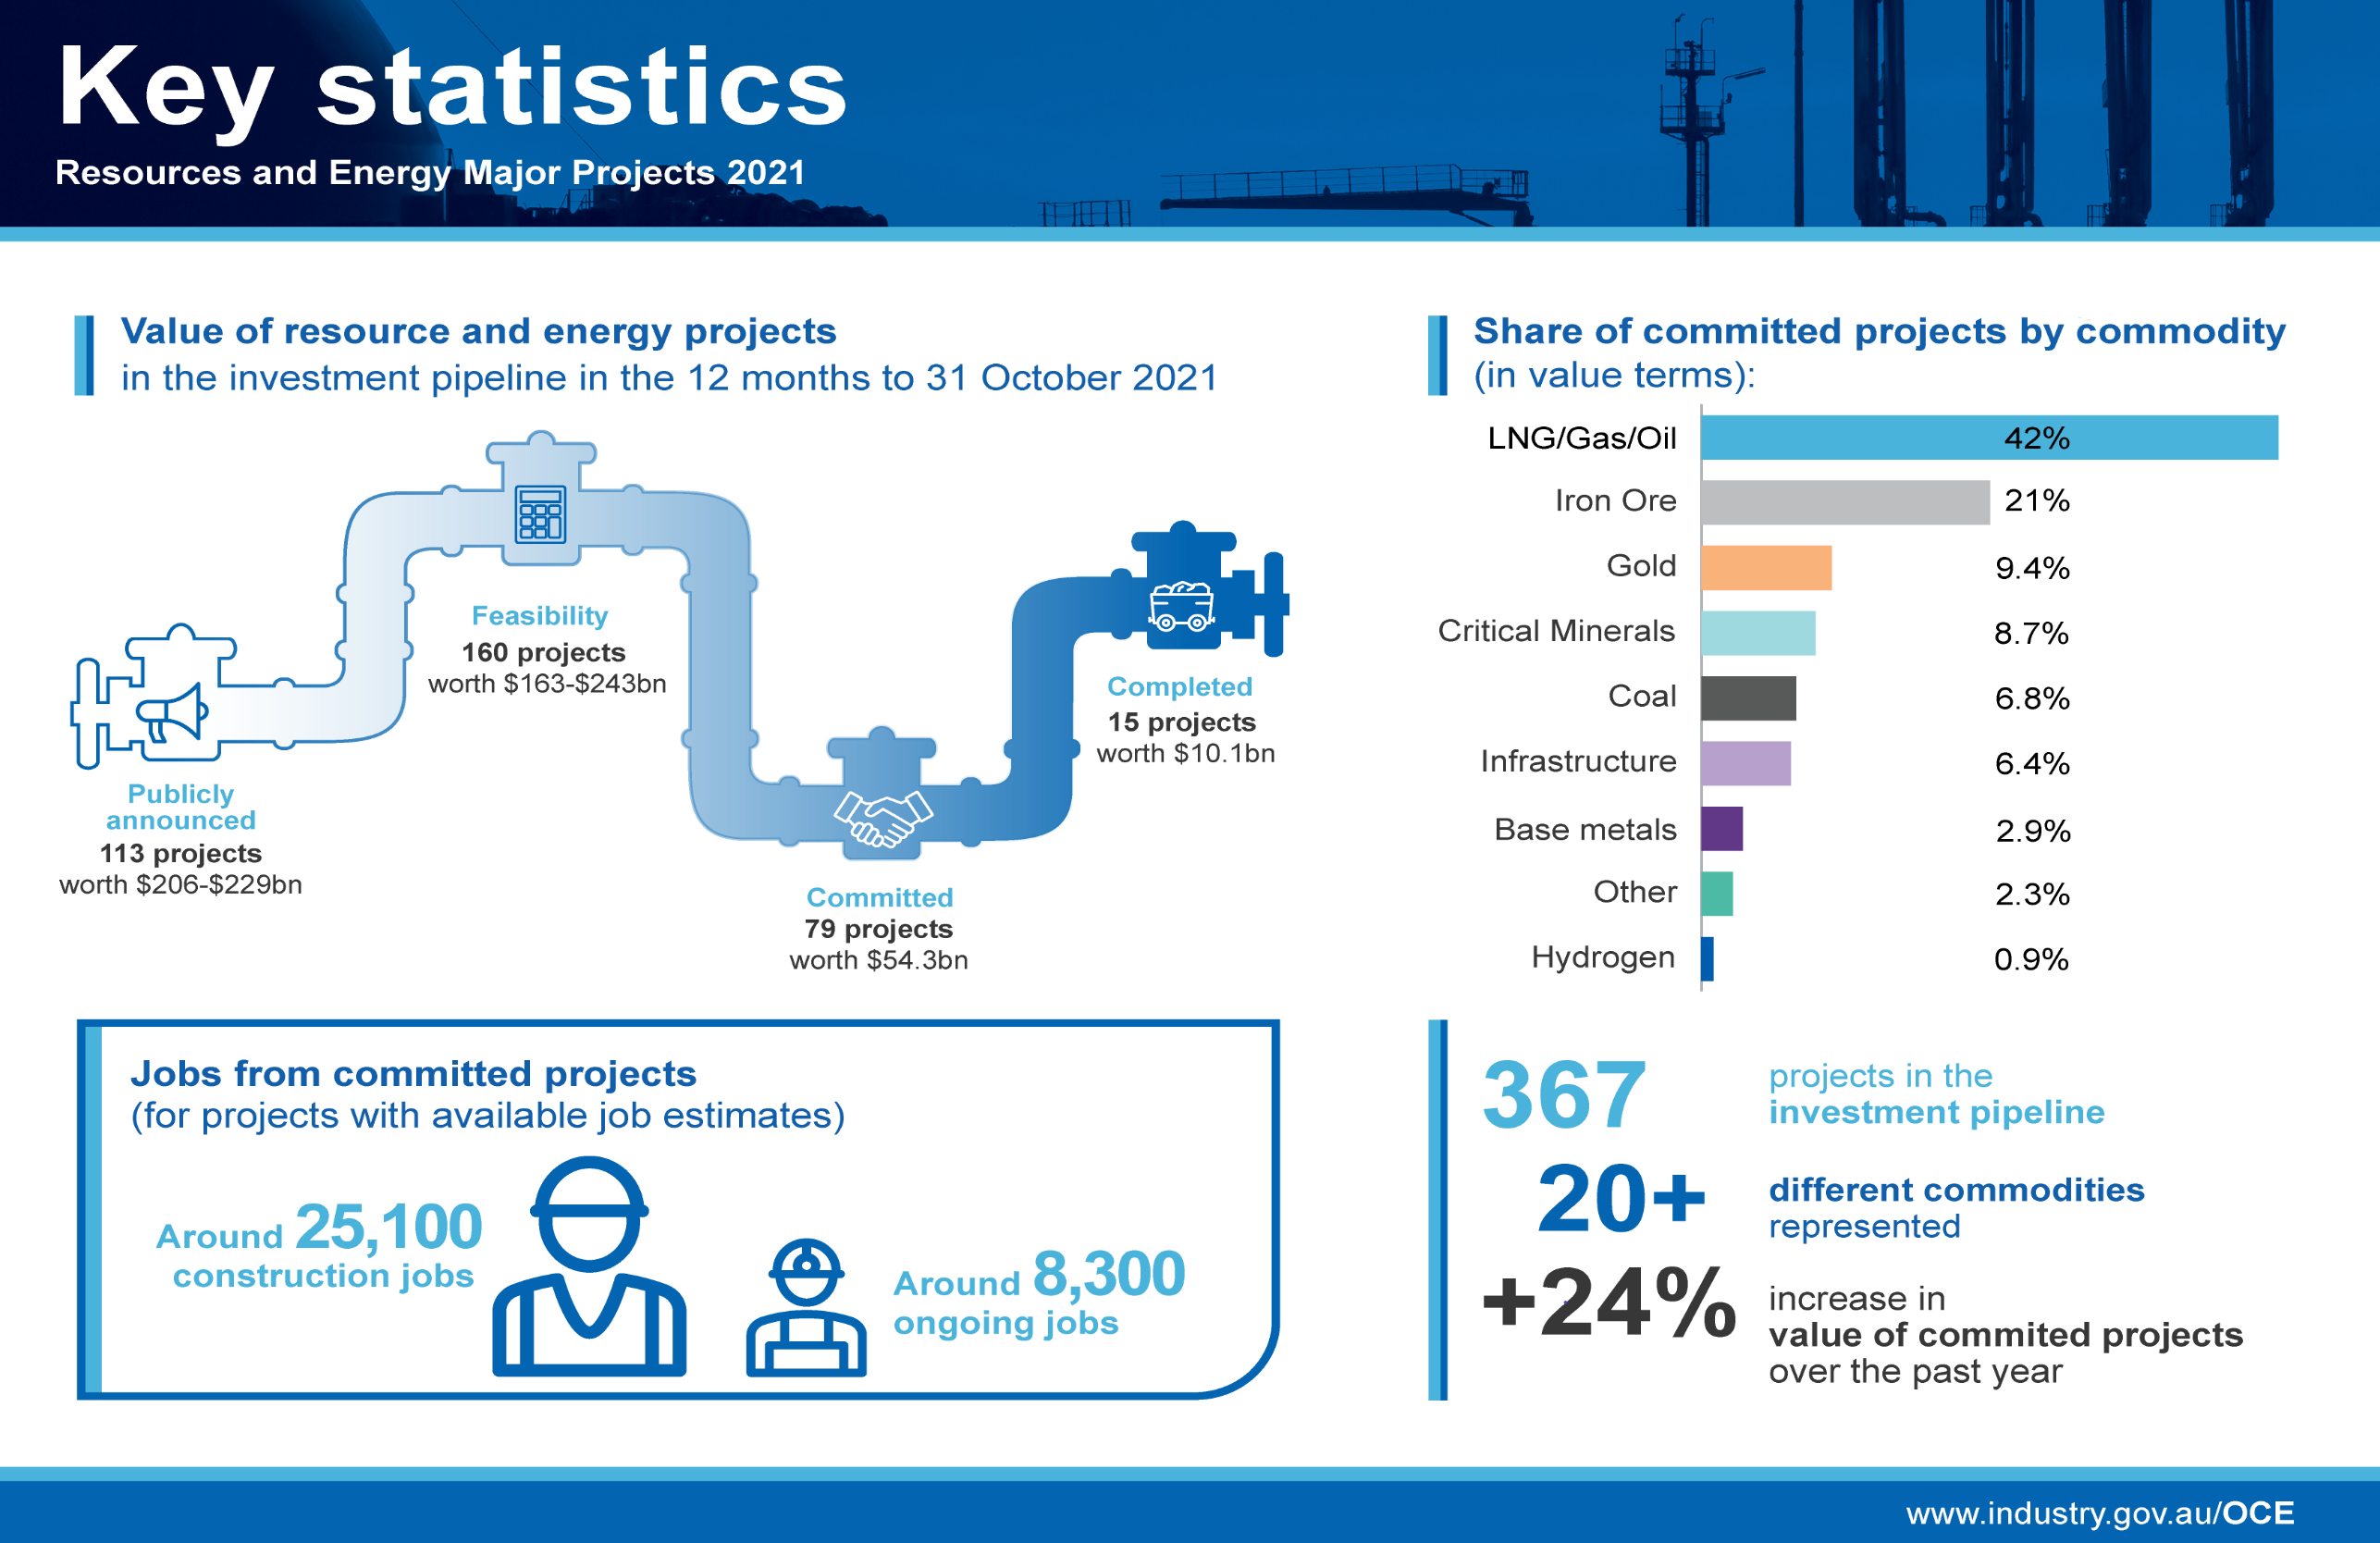 Key statistics
Resources and Energy Major Projects 2021
Value of resource and energy projects
in the investment pipeline in the 12 months to 31 October 2021
Publicly
announced
113 projects
worth $206-$229bn
Feasibility
160 projects
worth $163-$243bn
Committed
79 projects
worth $54.3bn
Completed
15 projects
worth $10.1bn
Share of committed projects by commodity
(in value terms):
LNG/Gas/Oil 42%
Iron Ore 21%
Gold 9.4%
Critical Minerals 8.7%
Coal 6.8%
Infrastructure 6.4%
Base metals 2.9%
Other 2.3%
Hydrogen 0.9%
Jobs from committed projects
(for projects with available job estimates)
Around 25,100
construction jobs
Around 8,300
ongoing jobs
367 projects in the
investment pipeline
20+ different commodities
represented
+24% increase in
value of commited projects
over the past year
www.industry.gov.au/OCE